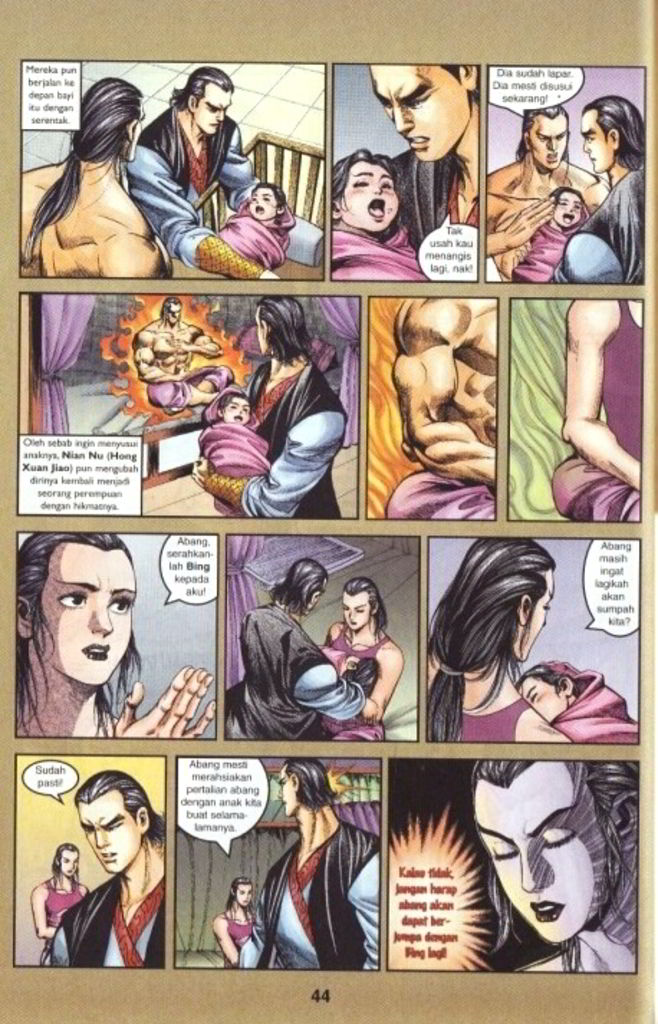 Mereka pun
berjalan ke
depan bayi
itu dengan
serentak.
Tak
usah kau
menangis
lagi, nak!
Dia sudah lapar.
Dia mesti disusui
sekarang!
Oleh sebab ingin menyusui
anaknya, Nian Nu (Hong
Xuan Jiao) pun mengubah
dirinya kembali menjadi
seorang perempuan
dengan hikmatnya.
Abang,
serahkan-
lah Bing
kepada
aku!
Abang
masih
ingat
lagikah
akan
sumpah
kita?
Sudah
pasti!
Abang mesti
merahsiakan
pertalian abang
dengan anak kita
buat selama-
lamanya.
Kalau tidak,
jangan harap
abang akan
dapat ber-
jumpa dengan
Bing lagi!
44